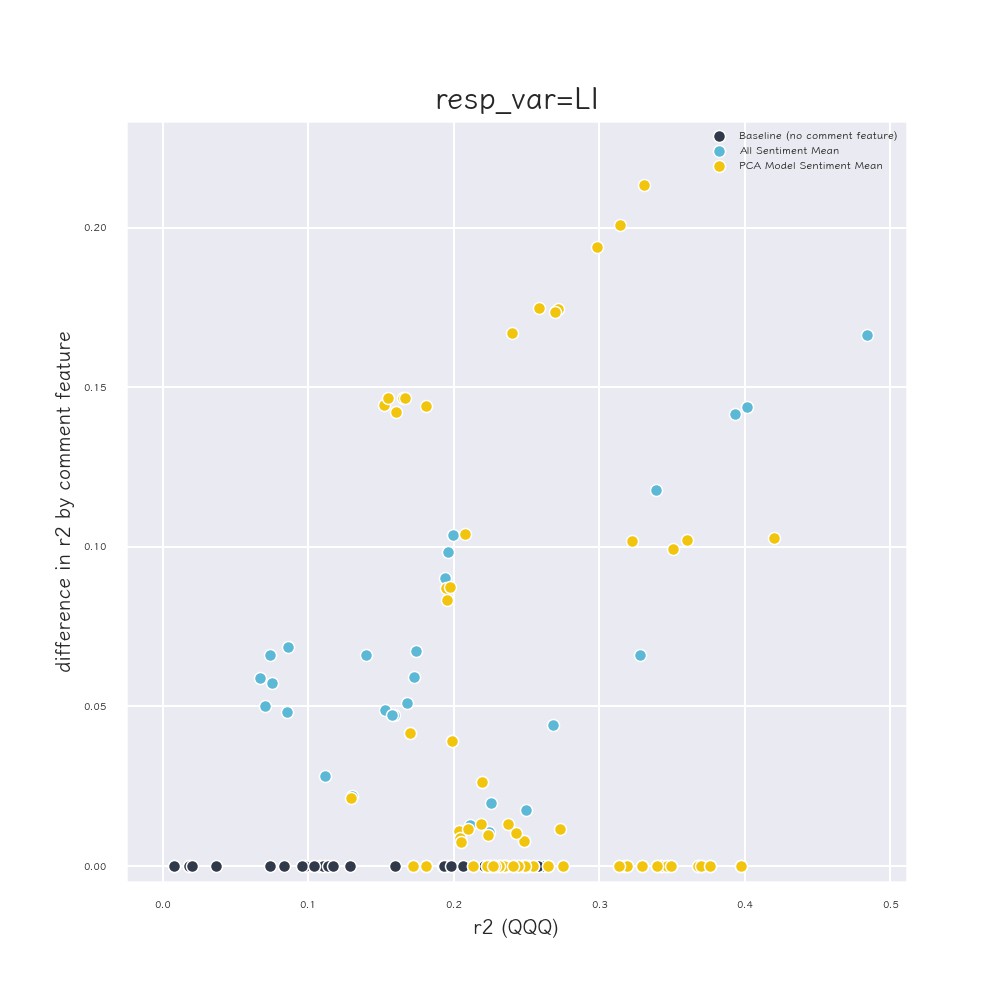 resp_var=LI
Baseline (no comment feature)
All Sentiment Mean
PCA Model Sentiment Mean
difference in r2 by comment feature
0.20
0.15
0.10
0.05
0.00
0.0
0.1
0.2
0.3
0.4
0.5
r2 (QQQ)